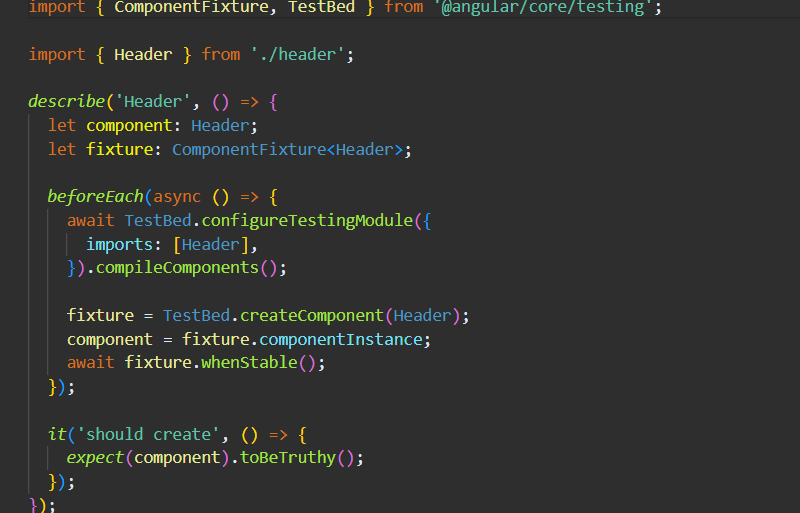 import { ComponentFixture, TestBed } from '@angular/core/testing';
import { Header } from './header';
describe('Header', () => {
let component: Header;
let fixture: ComponentFixture<Header>;
beforeEach(async () => {
await TestBed.configureTestingModule({
imports: [Header],
}).compileComponents();
fixture = TestBed.createComponent(Header);
component = fixture.componentInstance;
await fixture.whenStable();
});
it('should create', () => {
expect(component).toBeTruthy();
});
});